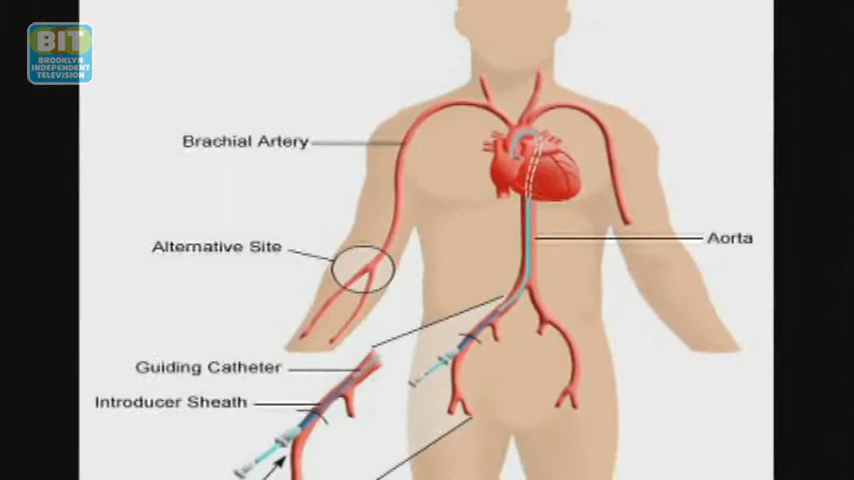 BIT
BROOKLYN
INDEPENDENT
TELEVISION
Brachial Artery
Alternative Site
Aorta
Guiding Catheter
Introducer Sheath